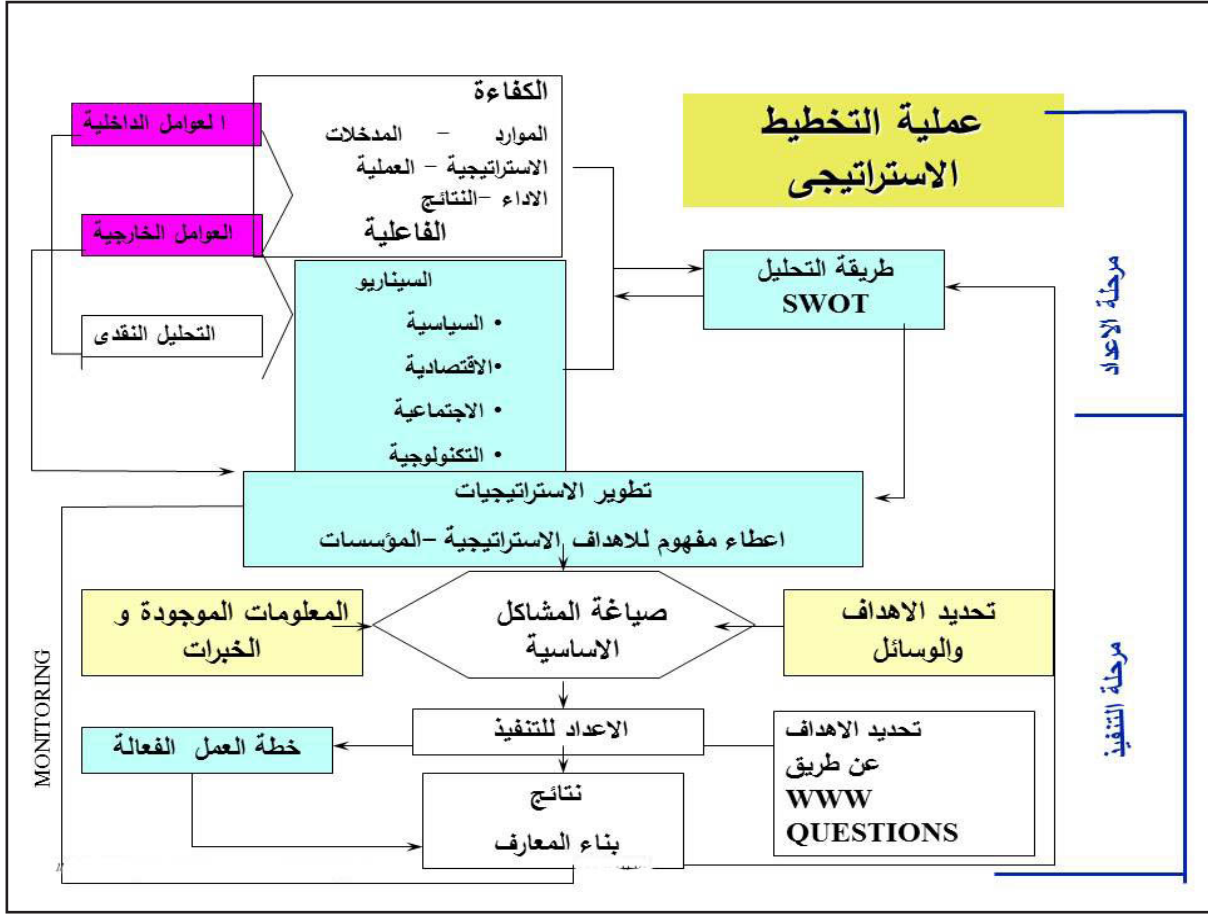 عملية التخطيط
الاستراتيجى
الكفاءة
الموارد – المدخلات
الاستراتيجية – العملية
الاداء –النتائج
الفاعلية
ا لعوامل الداخلية
العوامل الخارجية
التحليل النقدى
السيناريو
• السياسية
•الاقتصادية
• الاجتماعية
• التكنولوجية
طريقة التحليل
SWOT
مرحلة الاعداد
تطوير الاستراتيجيات
اعطاء مفهوم للاهداف الاستراتيجية –المؤسسات
تحديد الاهداف
والوسائل
صياغة المشاكل
الاساسية
المعلومات الموجودة و
الخبرات
مرحلة التنفيذ
MONITORING
الاعداد للتنفيذ
خطة العمل الفعالة
تحديد الاهداف
عن طريق
WWW
QUESTIONS
نتائج
بناء المعارف